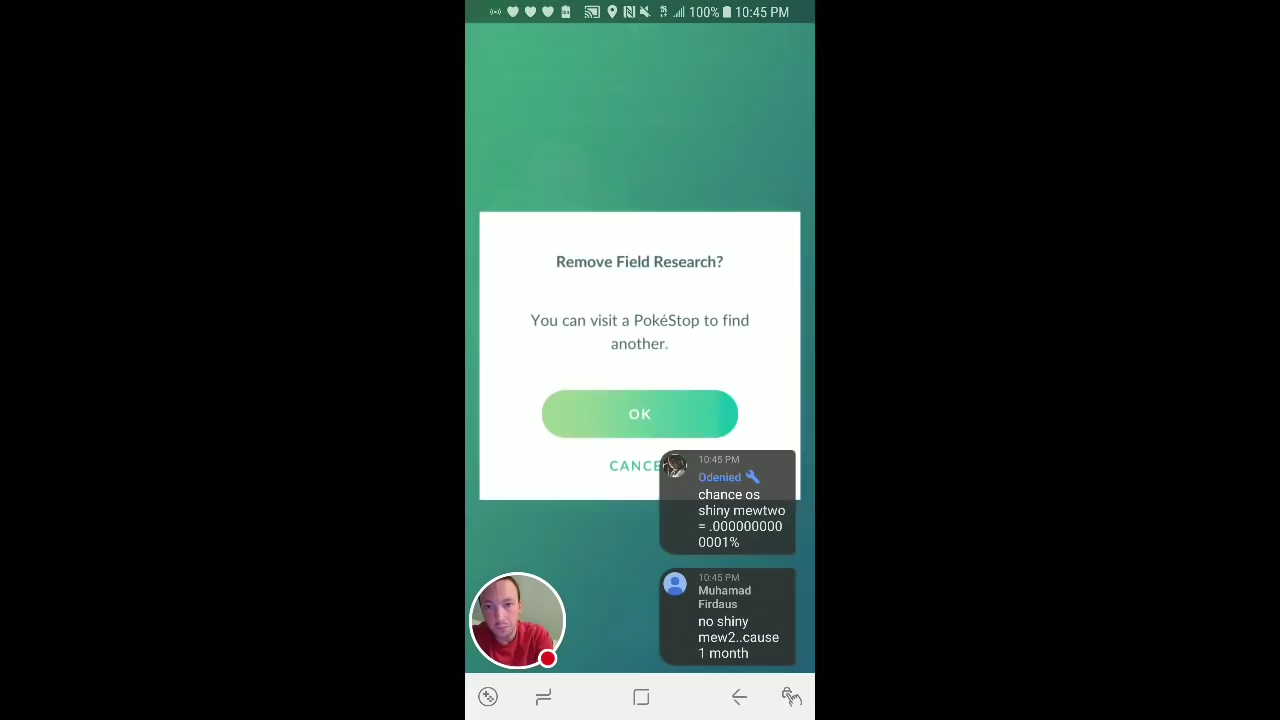 100% 10:45 PM
Remove Field Research?
You can visit a PokéStop to find
another.
OK
CANCE
10:45 PM
Odenied
chance os
shiny mewtwo
= .000000000
0001%
10:45 PM
Muhamad
Firdaus
no shiny
mew2..cause
1 month